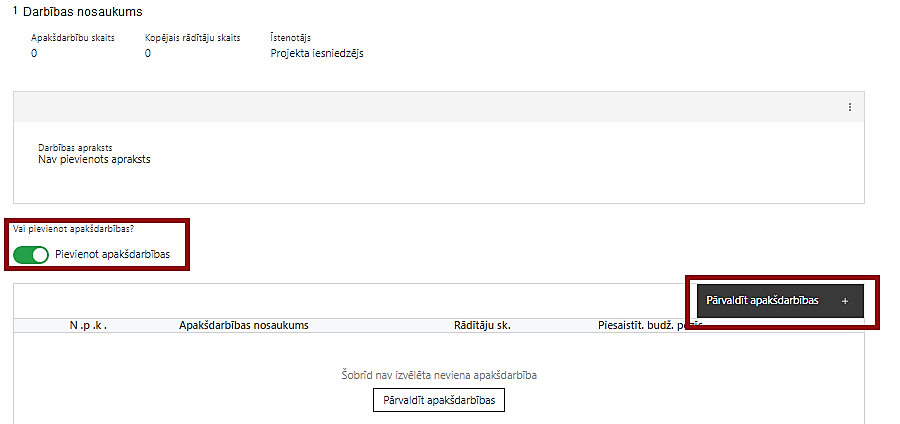 1 Darbības nosaukums
Apakšdarbību skaits Kopējais rādītāju skaits Īstenotājs
0 0 Projekta iesniedzējs
Darbības apraksts
Nav pievienots apraksts
Vai pievienot apakšdarbības?
Pievienot apakšdarbības
Pārvaldīt apakšdarbības +
N .p .k . Apakšdarbības nosaukums Rādītāju sk. Piesaistīt. budž.
Šobrīd nav izvēlēta neviena apakšdarbība
Pārvaldīt apakšdarbības